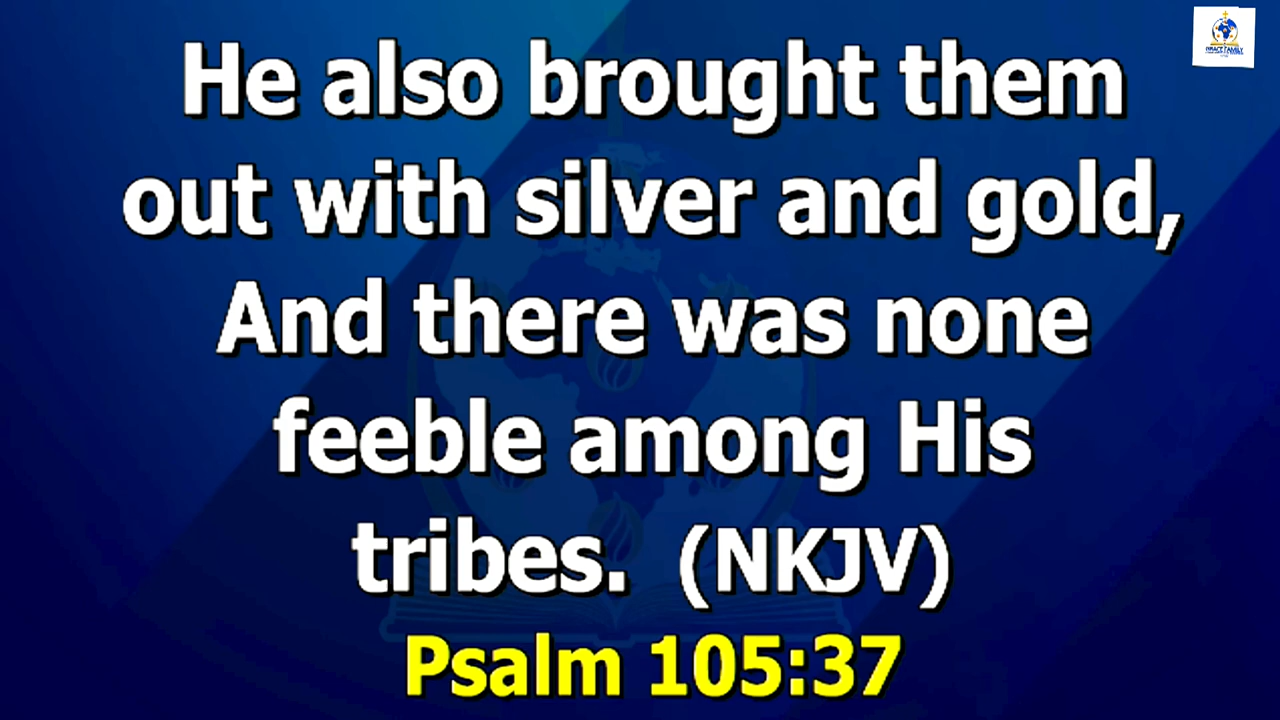 He also brought them
out with silver and gold,
And there was none
feeble among His
tribes.  (NKJV)
Psalm 105:37